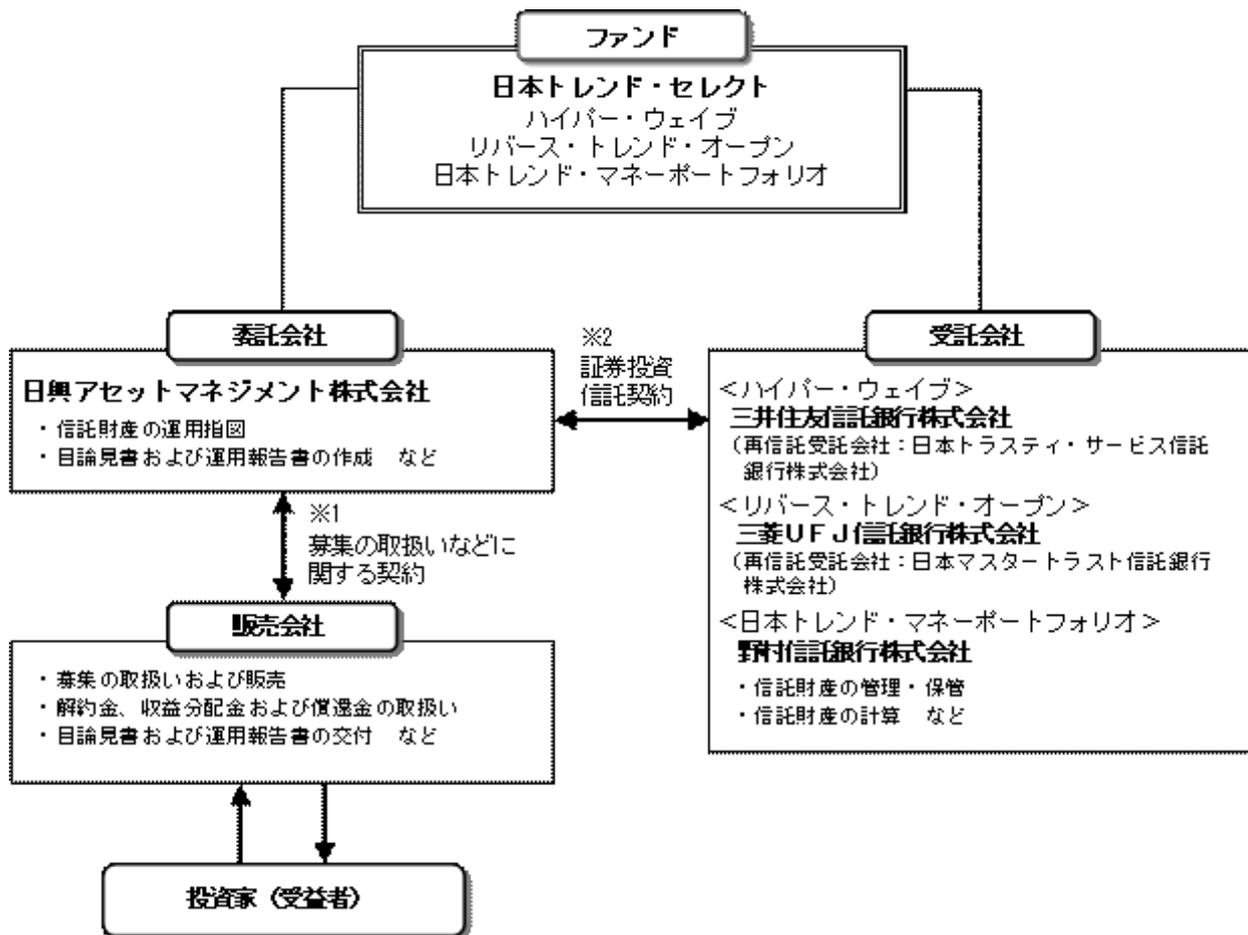 ファンド
日本トレンド・セレクト
ハイパー・ウェイブ
リバース・トレンド・オープン
日本トレンド・マネーポートフォリオ
委託会社
日興アセットマネジメント株式会社
・信託財産の運用指図
・目論見書および運用報告書の作成 など
※2
証券投資
信託契約
受託会社
＜ハイパー・ウェイブ＞
三井住友信託銀行株式会社
（再信託受託会社：日本トラスティ・サービス信託
銀行株式会社）
＜リバース・トレンド・オープン＞
三菱ＵＦＪ信託銀行株式会社
（再信託受託会社：日本マスタートラスト信託銀行
株式会社）
＜日本トレンド・マネーポートフォリオ＞
野村信託銀行株式会社
・信託財産の管理・保管
・信託財産の計算 など
※1
募集の取扱いなどに
関する契約
販売会社
・募集の取扱いおよび販売
・解約金、収益分配金および償還金の取扱い
・目論見書および運用報告書の交付 など
投資家（受益者）